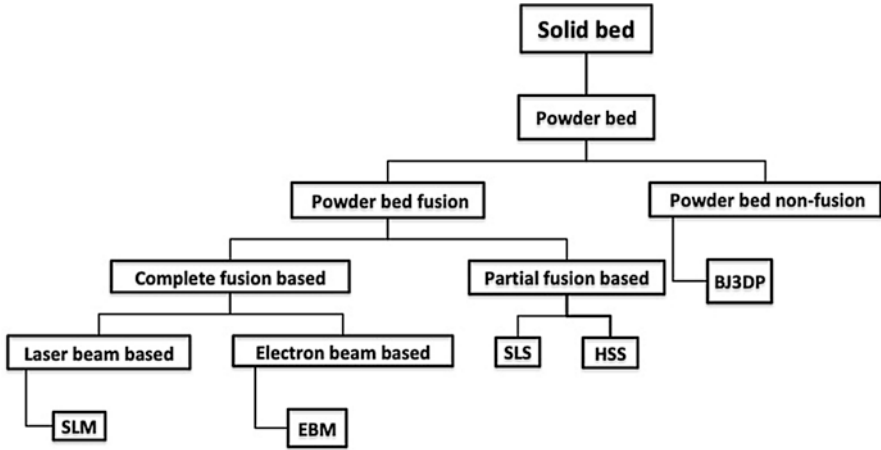 Solid bed
Powder bed
Powder bed fusion
Powder bed non-fusion
Complete fusion based
Partial fusion based
BJ3DP
Laser beam based
Electron beam based
SLS
HSS
SLM
EBM